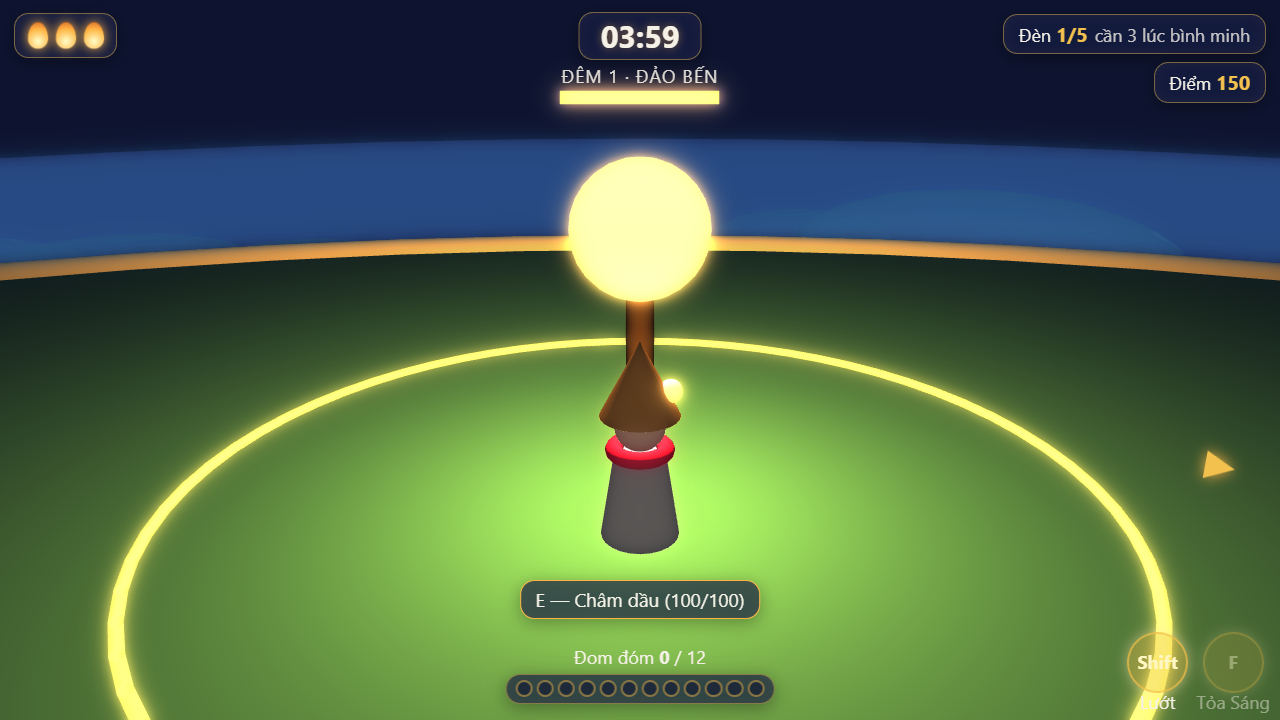 03:59
ĐÊM 1 · ĐẢO BẾN
Đèn 1/5 cần 3 lúc bình minh
Điểm 150
E — Châm dầu (100/100)
Đom đóm 0 / 12
Shift
Lướt
F
Tỏa Sáng